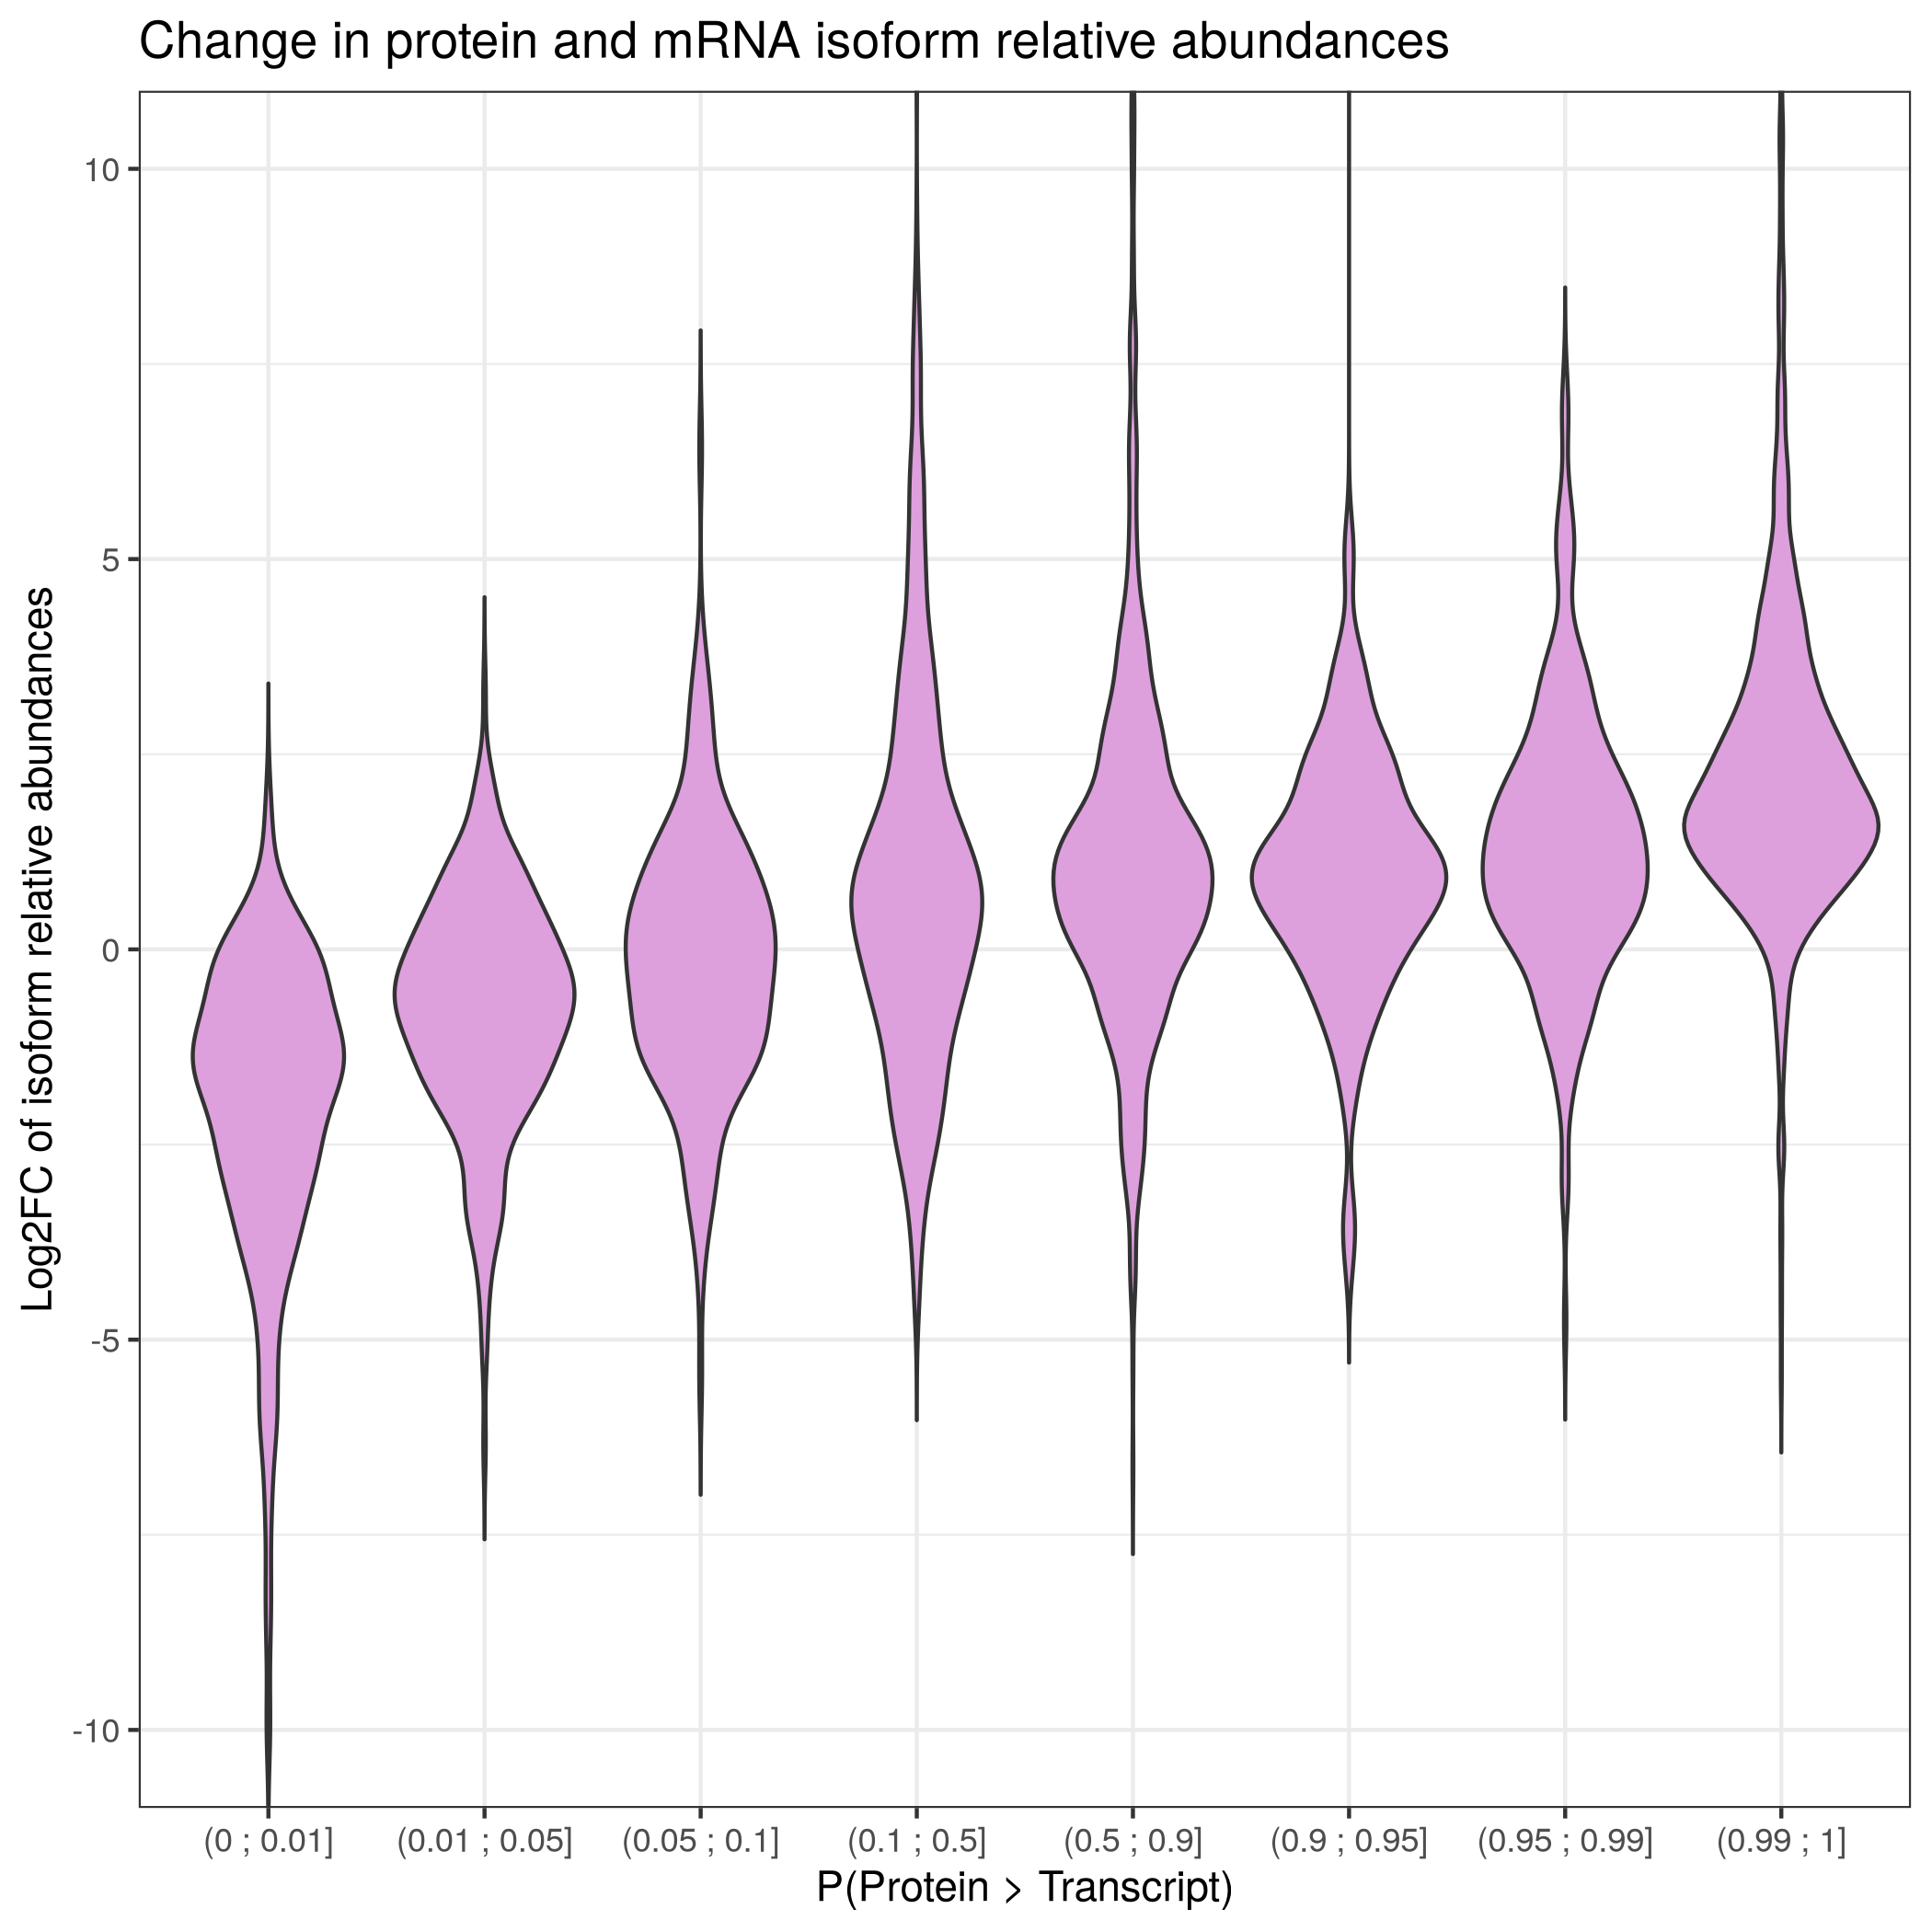 Change in protein and mRNA isoform relative abundances
Log2FC of isoform relative abundances
10
5
0
-5
-10
(0 ; 0.01]
(0.01 ; 0.05]
(0.05 ; 0.1]
(0.1 ; 0.5]
(0.5 ; 0.9]
(0.9 ; 0.95]
(0.95 ; 0.99]
(0.99 ; 1]
P(Protein > Transcript)